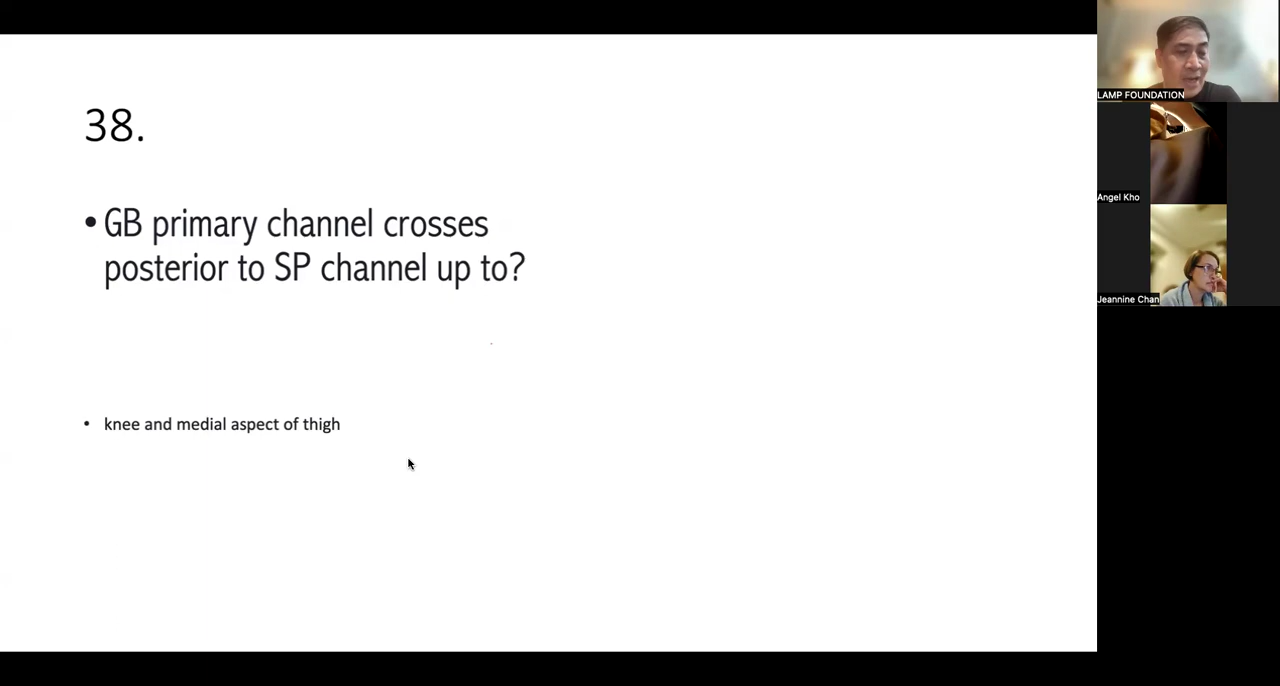 38.
• GB primary channel crosses
posterior to SP channel up to?
• knee and medial aspect of thigh
LAMP FOUNDATION
Angel Kho
Jeannine Chan